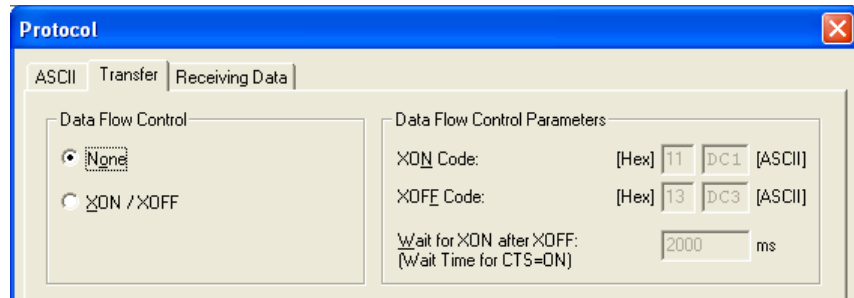 Protocol
ASCII Transfer Receiving Data
Data Flow Control
None
XON / XOFF
Data Flow Control Parameters
XON Code: [Hex] 11 DC1 [ASCII]
XOFF Code: [Hex] 13 DC3 [ASCII]
Wait for XON after XOFF: 2000 ms
(Wait Time for CTS=ON)